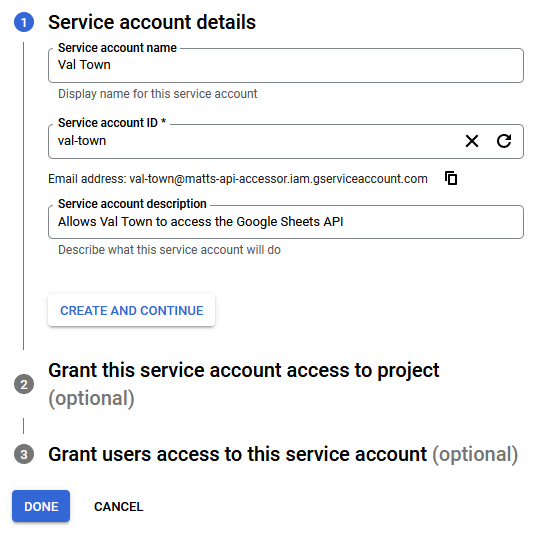 1 Service account details
Service account name
Val Town
Display name for this service account
Service account ID *
val-town
Email address: val-town@matts-api-accessor.iam.gserviceaccount.com
Service account description
Allows Val Town to access the Google Sheets API
Describe what this service account will do
CREATE AND CONTINUE
2 Grant this service account access to project
(optional)
3 Grant users access to this service account (optional)
DONE CANCEL